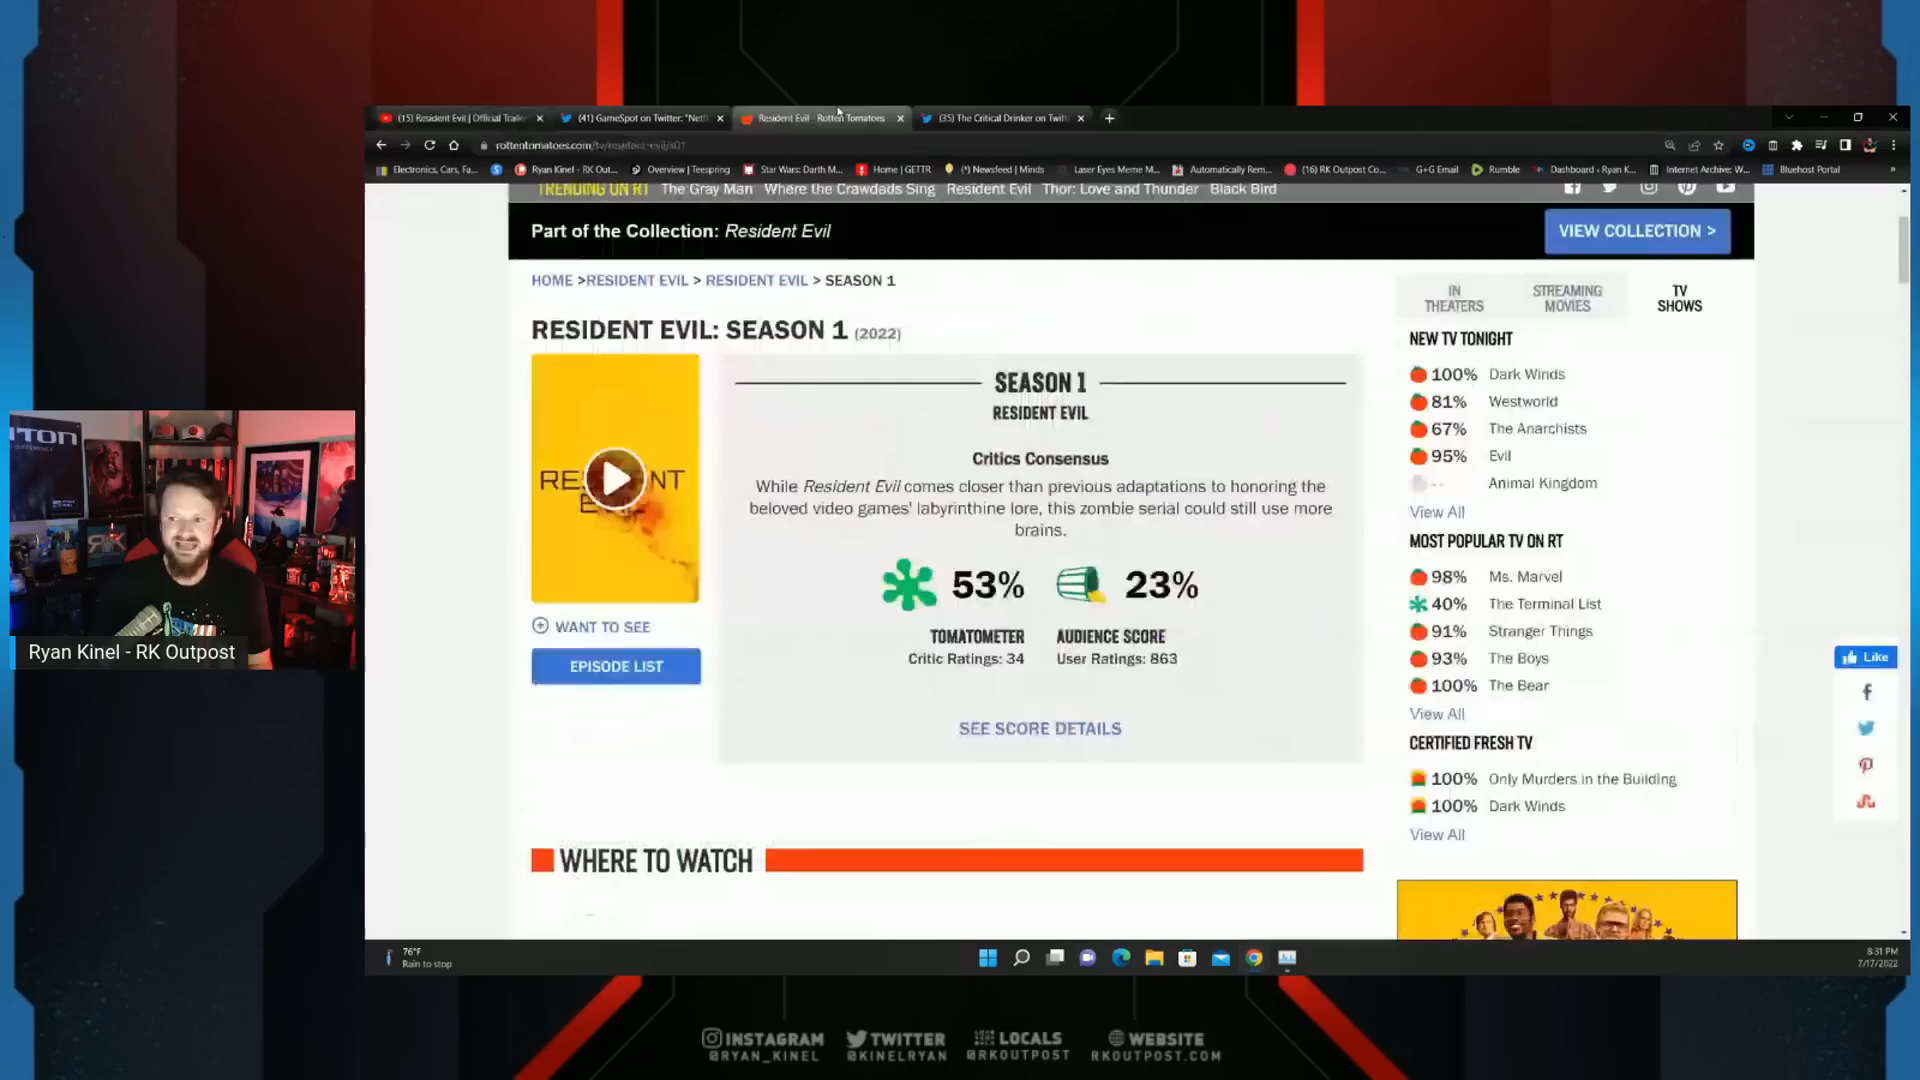 (15) Resident Evil | Official Traile
(41) GameSpot on Twitter: "Netf
Resident Evil - Rotten Tomatoes
(35) The Critical Drinker on Twitt
rottentomatoes.com/tv/resident-evil/s01
Electronics, Cars, Fa...
Ryan Kinel - RK Out...
Overview | Teespring
Star Wars: Darth M...
Home | GETTR
(*) Newsfeed | Minds
Laser Eyes Meme M...
Automatically Rem...
(16) RK Outpost Co...
G+G Email
Rumble
Dashboard ‹ Ryan K...
Internet Archive: W...
Bluehost Portal
TRENDING ON RT The Gray Man Where the Crawdads Sing Resident Evil Thor: Love and Thunder Black Bird
Part of the Collection: Resident Evil
VIEW COLLECTION >
HOME >RESIDENT EVIL > RESIDENT EVIL > SEASON 1
RESIDENT EVIL: SEASON 1 (2022)
SEASON 1
RESIDENT EVIL
Critics Consensus
While Resident Evil comes closer than previous adaptations to honoring the
beloved video games' labyrinthine lore, this zombie serial could still use more
brains.
53%
23%
TOMATOMETER
Critic Ratings: 34
AUDIENCE SCORE
User Ratings: 863
SEE SCORE DETAILS
WANT TO SEE
EPISODE LIST
WHERE TO WATCH
IN
THEATERS
STREAMING
MOVIES
TV
SHOWS
NEW TV TONIGHT
100% Dark Winds
81% Westworld
67% The Anarchists
95% Evil
-- Animal Kingdom
View All
MOST POPULAR TV ON RT
98% Ms. Marvel
40% The Terminal List
91% Stranger Things
93% The Boys
100% The Bear
View All
CERTIFIED FRESH TV
100% Only Murders in the Building
100% Dark Winds
View All
Like
Ryan Kinel - RK Outpost
76°F
Rain to stop
8:31 PM
7/17/2022
INSTAGRAM
@RYAN_KINEL
TWITTER
@KINELRYAN
LOCALS
@RKOUTPOST
WEBSITE
RKOUTPOST.COM